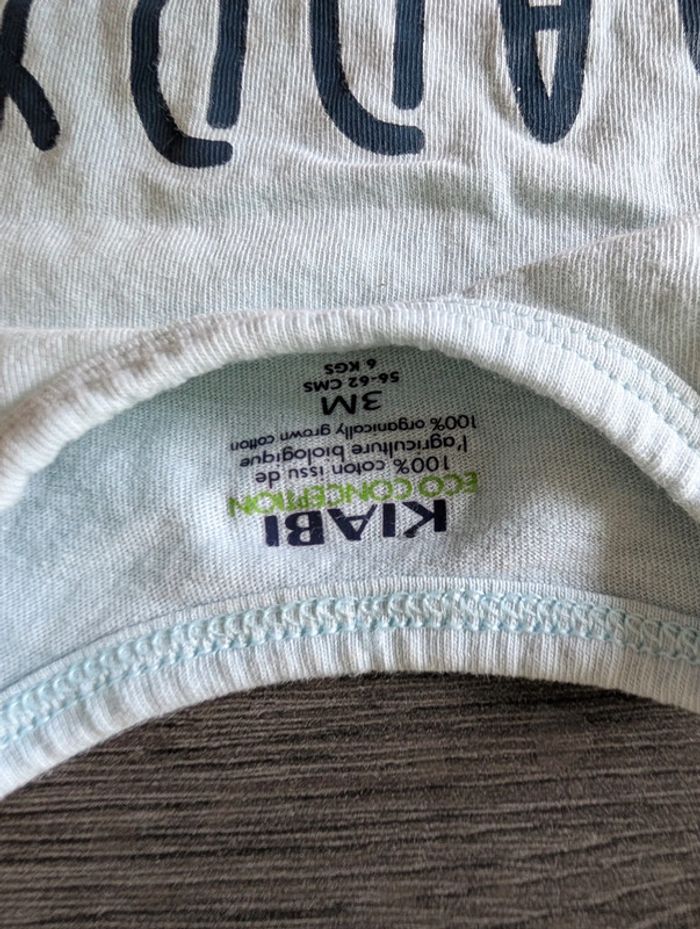 KIABI
ECO CONCEPTION
100% coton issu de
l'agriculture biologique
100% organically grown cotton
3M
56-62 CMS
6 KGS